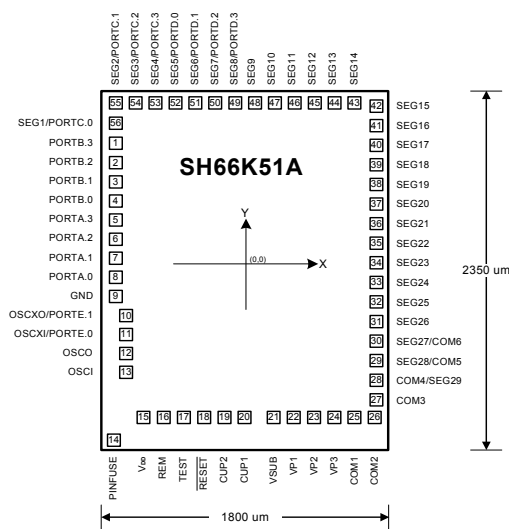 SEG2/PORTC.1
SEG3/PORTC.2
SEG4/PORTC.3
SEG5/PORTD.0
SEG6/PORTD.1
SEG7/PORTD.2
SEG8/PORTD.3
SEG9
SEG10
SEG11
SEG12
SEG13
SEG14
55 54 53 52 51 50 49 48 47 46 45 44 43 42 SEG15
SEG1/PORTC.0 56
41 SEG16
PORTB.3 1
40 SEG17
PORTB.2 2
39 SEG18
SH66K51A
PORTB.1 3
38 SEG19
PORTB.0 4
37 SEG20
PORTA.3 5
36 SEG21
Y
PORTA.2 6
35 SEG22
PORTA.1 7
34 SEG23
(0,0)
X
2350 um
PORTA.0 8
33 SEG24
GND 9
32 SEG25
OSCXO/PORTE.1 10
31 SEG26
OSCXI/PORTE.0 11
30 SEG27/COM6
OSCO 12
29 SEG28/COM5
OSCI 13
28 COM4/SEG29
27 COM3
15 16 17 18 19 20 21 22 23 24 25 26
14
PINFUSE
V∞
REM
TEST
RESET
CUP2
CUP1
VSUB
VP1
VP2
VP3
COM1
COM2
1800 um